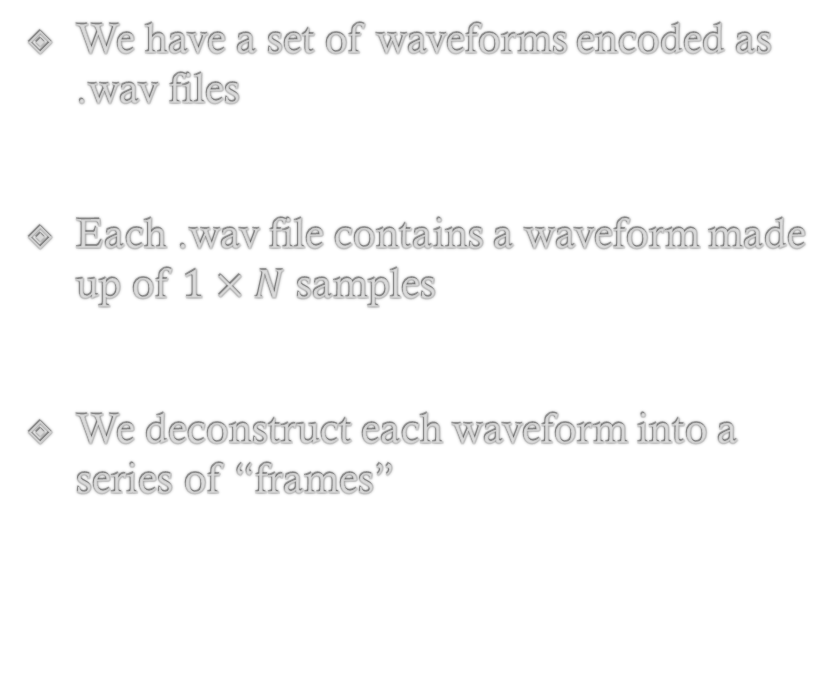 We have a set of waveforms encoded as
.wav files
Each .wav file contains a waveform made
up of 1 × N samples
We deconstruct each waveform into a
series of “frames”